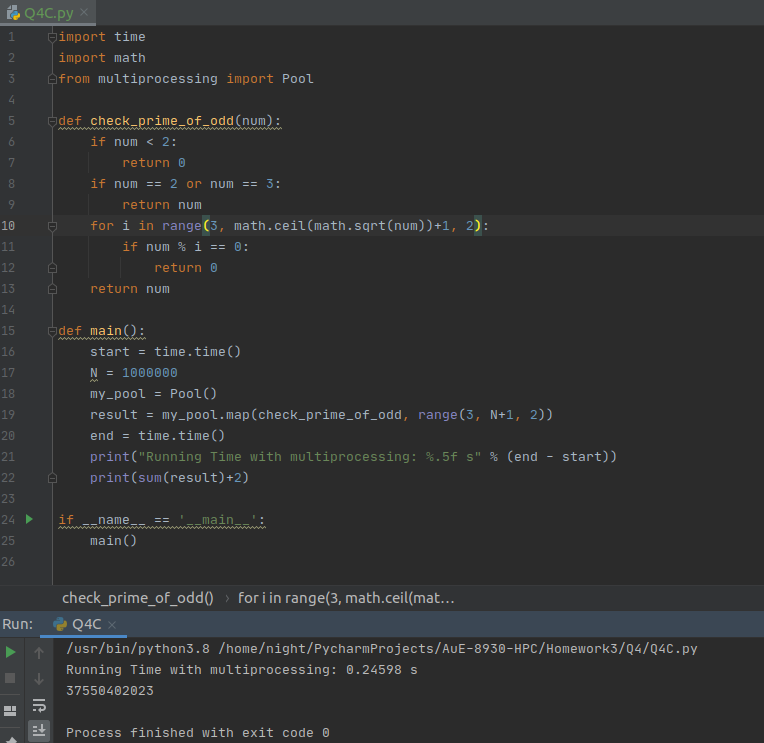 Q4C.py
1 import time
2 import math
3 from multiprocessing import Pool
4
5 def check_prime_of_odd(num):
6     if num < 2:
7         return 0
8     if num == 2 or num == 3:
9         return num
10     for i in range(3, math.ceil(math.sqrt(num))+1, 2):
11         if num % i == 0:
12             return 0
13     return num
14
15 def main():
16     start = time.time()
17     N = 1000000
18     my_pool = Pool()
19     result = my_pool.map(check_prime_of_odd, range(3, N+1, 2))
20     end = time.time()
21     print("Running Time with multiprocessing: %.5f s" % (end - start))
22     print(sum(result)+2)
23
24 if __name__ == '__main__':
25     main()
26
check_prime_of_odd() › for i in range(3, math.ceil(mat...
Run: Q4C
/usr/bin/python3.8 /home/night/PycharmProjects/AuE-8930-HPC/Homework3/Q4/Q4C.py
Running Time with multiprocessing: 0.24598 s
37550402023
Process finished with exit code 0